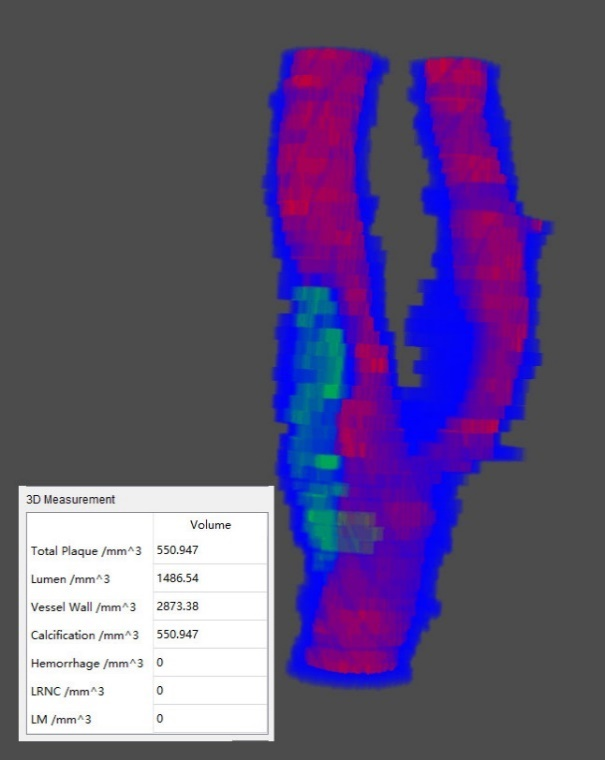 3D Measurement
Volume
Total Plaque /mm^3 550.947
Lumen /mm^3 1486.54
Vessel Wall /mm^3 2873.38
Calcification /mm^3 550.947
Hemorrhage /mm^3 0
LRNC /mm^3 0
LM /mm^3 0